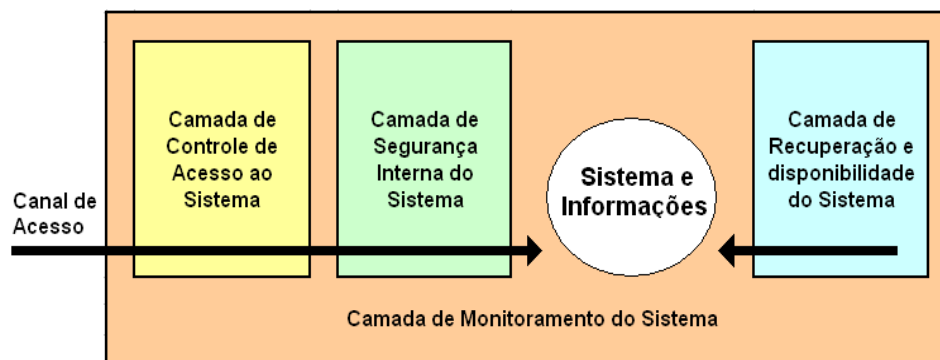 Canal de
Acesso
Camada de
Controle de
Acesso ao
Sistema
Camada de
Segurança
Interna do
Sistema
Sistema e
Informações
Camada de
Recuperação e
disponibilidade
do Sistema
Camada de Monitoramento do Sistema